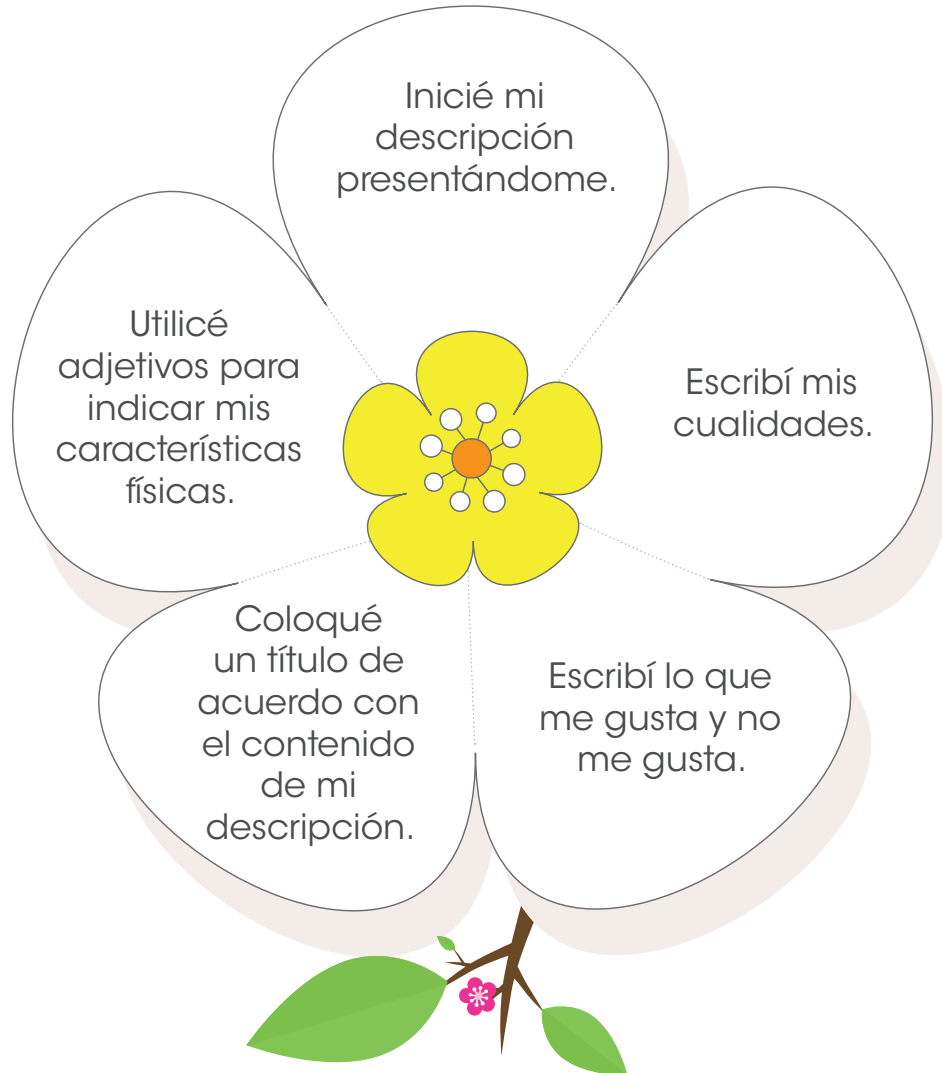 Inicié mi
descripción
presentándome.
Utilicé
adjetivos para
indicar mis
características
físicas.
Escribí mis
cualidades.
Coloqué
un título de
acuerdo con
el contenido
de mi
descripción.
Escribí lo que
me gusta y no
me gusta.